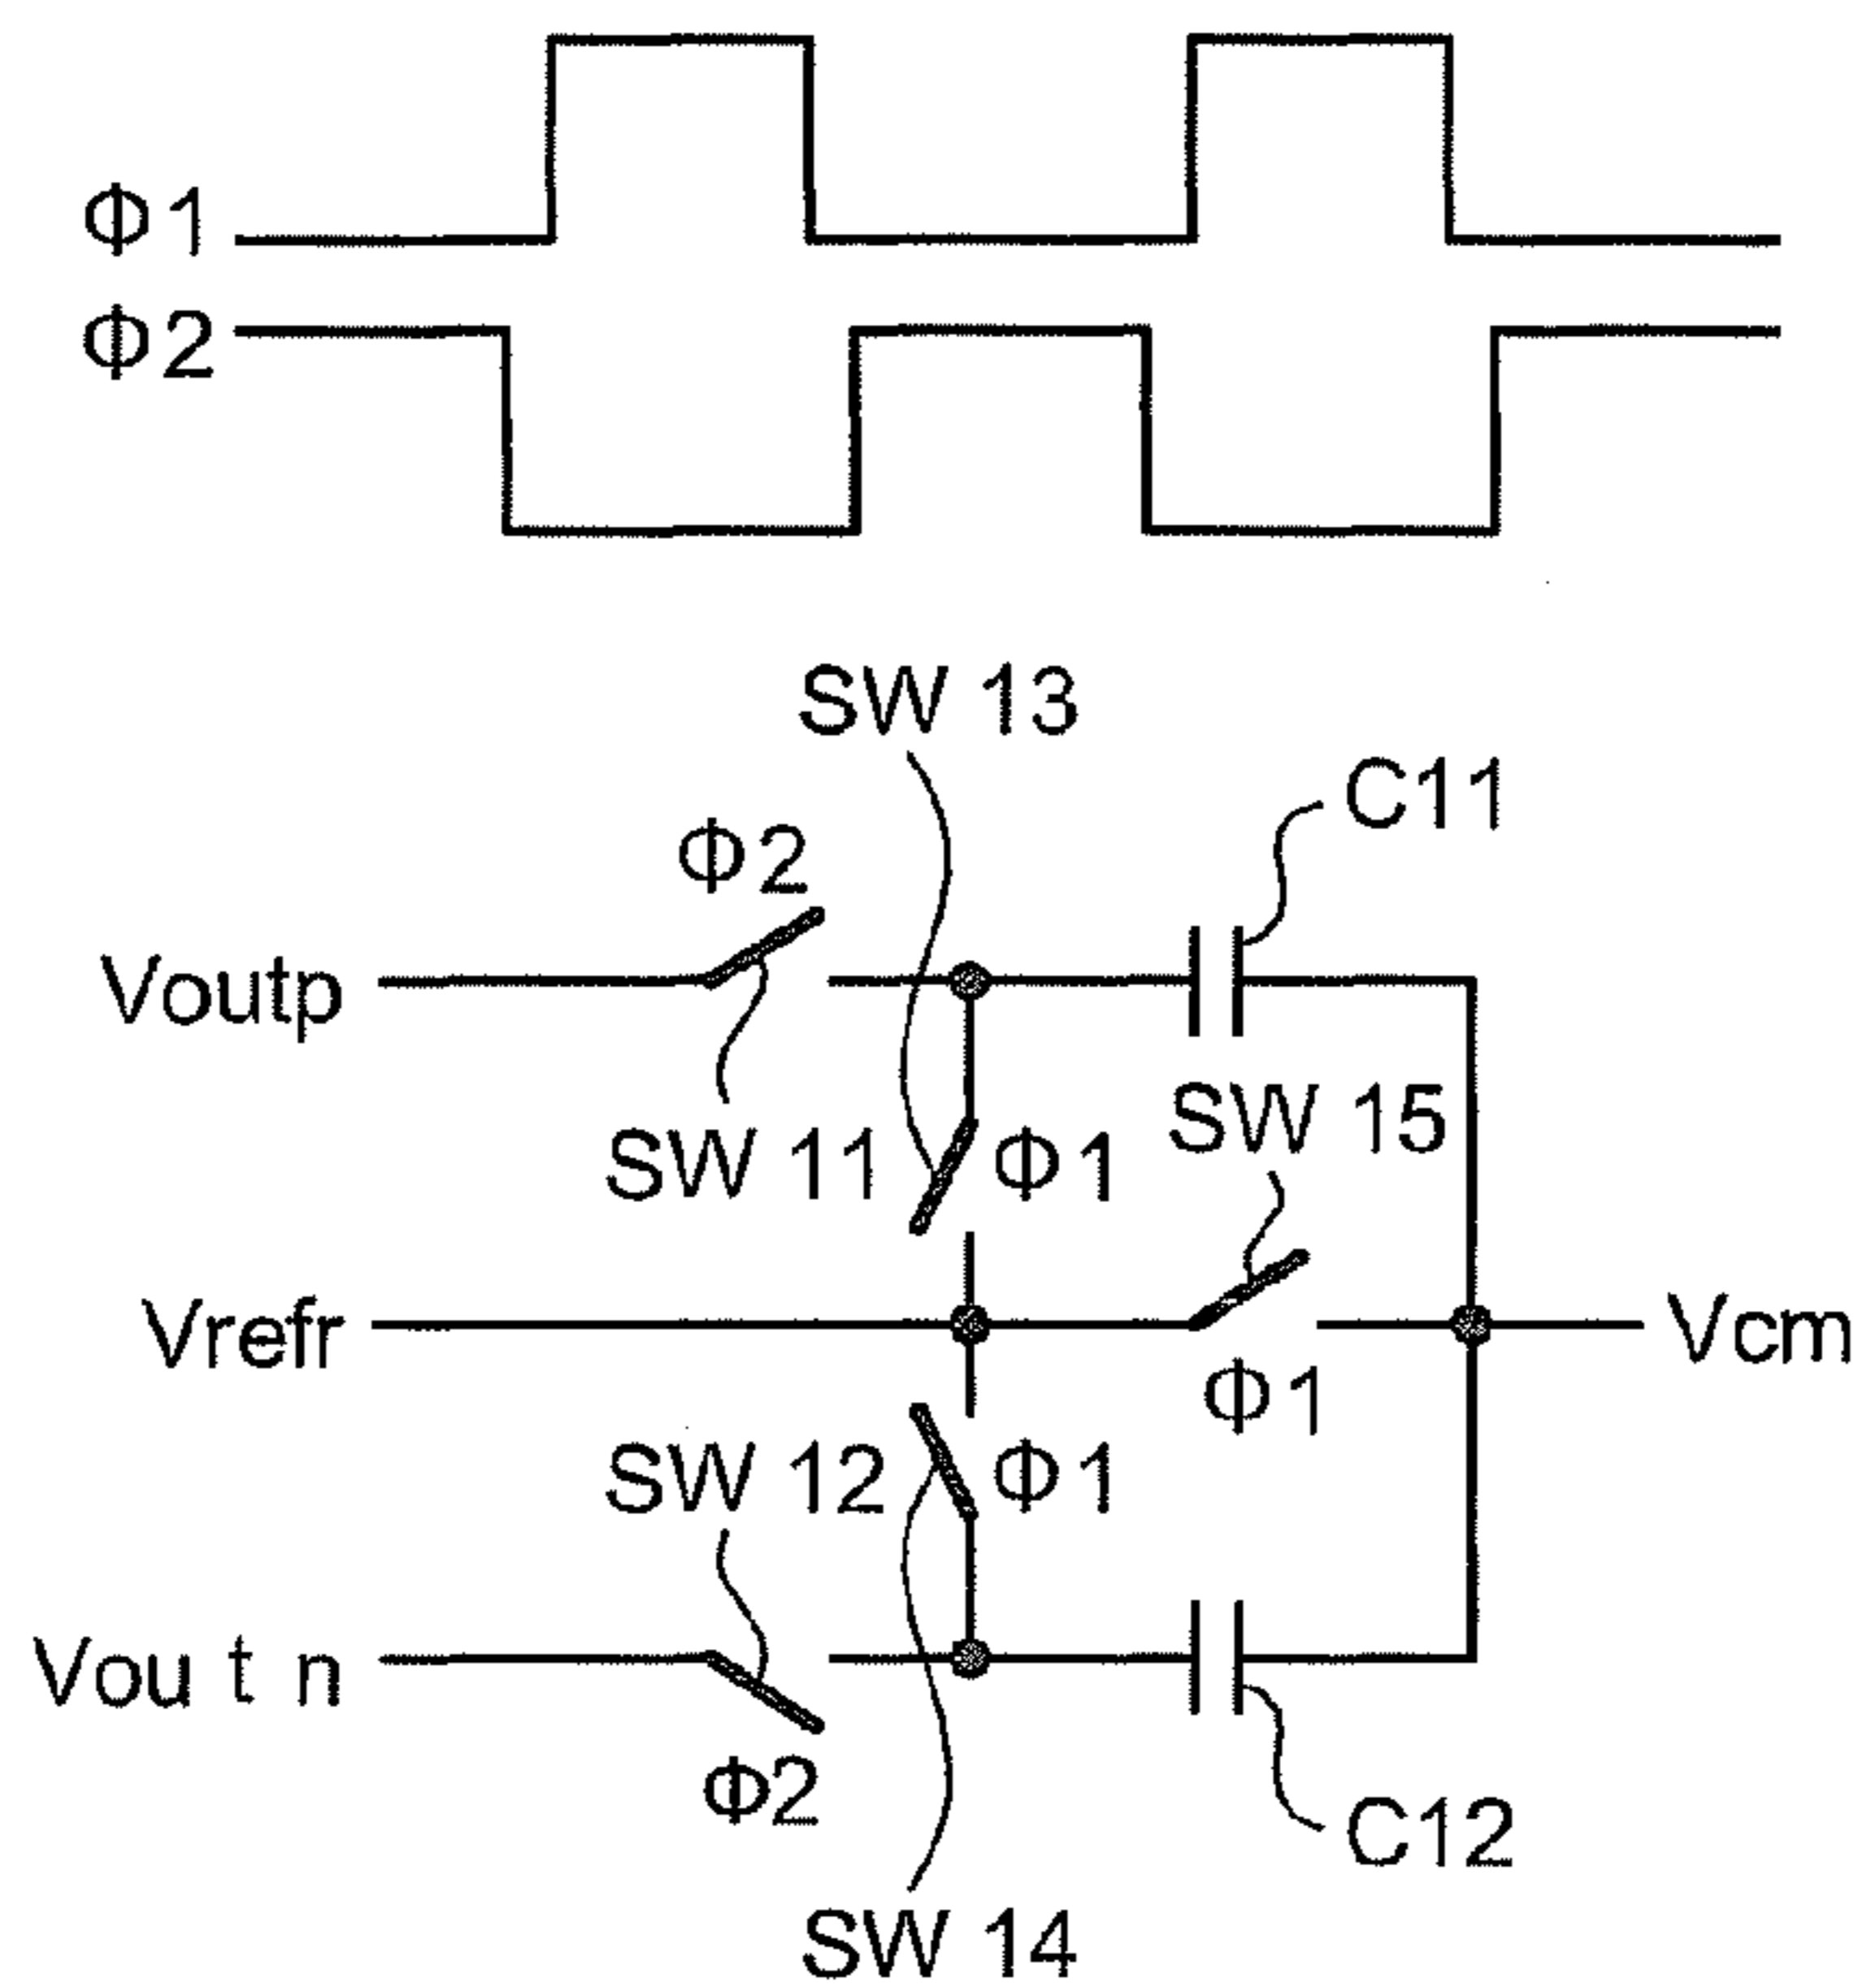 Φ1
Φ2
SW 13
C11
Φ2
Voutp
SW 15
SW 11
Φ1
Vrefr
Vcm
Φ1
SW 12
Φ1
Vou t n
Φ2
C12
SW 14